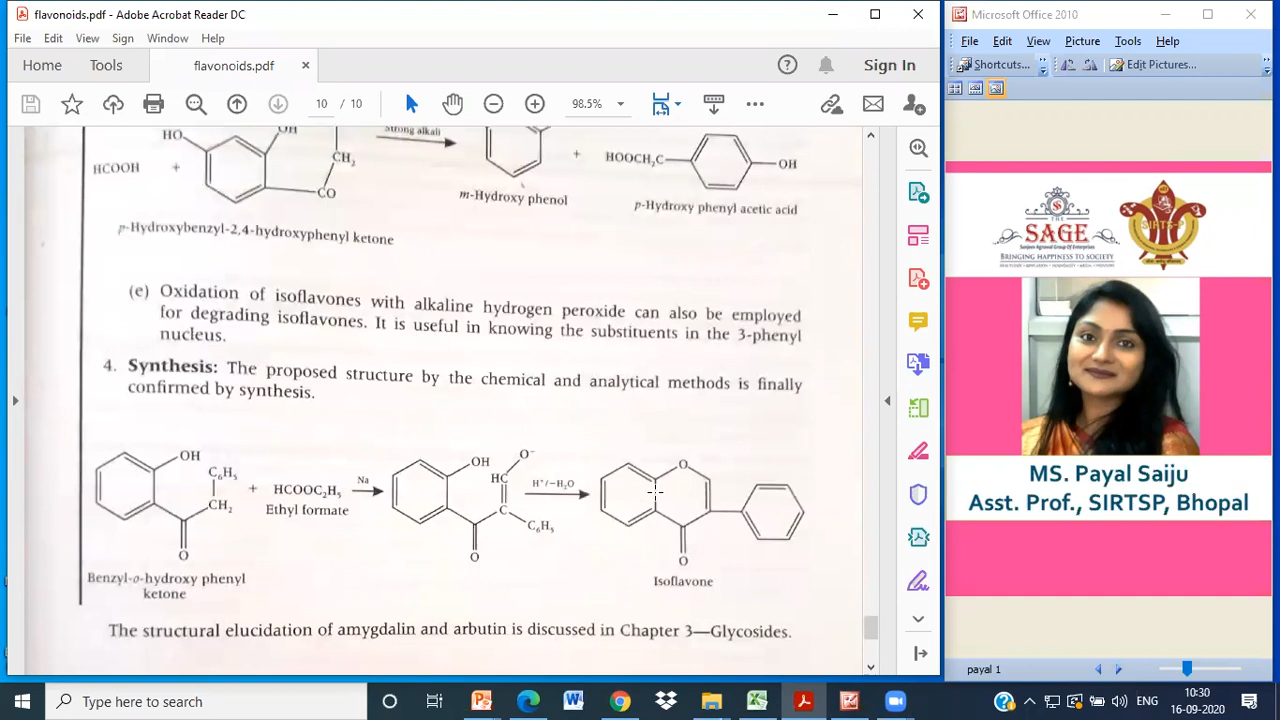 flavonoids.pdf - Adobe Acrobat Reader DC
File Edit View Sign Window Help
Home Tools flavonoids.pdf × Sign In
10 / 10 98.5%
HO OH Strong alkali
HCOOH + CH₂ + HOOCH₂C OH
CO
m-Hydroxy phenol
p-Hydroxy phenyl acetic acid
p-Hydroxybenzyl-2,4-hydroxyphenyl ketone
(e) Oxidation of isoflavones with alkaline hydrogen peroxide can also be employed
for degrading isoflavones. It is useful in knowing the substituents in the 3-phenyl
nucleus.
4. Synthesis: The proposed structure by the chemical and analytical methods is finally
confirmed by synthesis.
OH C₆H₅ CH₂ O
+ HCOOC₂H₅ Na
Ethyl formate
OH O⁻ HC C C₆H₅ O
H⁺/−H₂O
O O
Benzyl-o-hydroxy phenyl
ketone
Isoflavone
The structural elucidation of amygdalin and arbutin is discussed in Chapter 3—Glycosides.
Microsoft Office 2010
File Edit View Picture Tools Help
Shortcuts... Edit Pictures...
THE
SAGE
Sanjeev Agrawal Group Of Enterprises
BRINGING HAPPINESS TO SOCIETY
SIRTS-P
MS. Payal Saiju
Asst. Prof., SIRTSP, Bhopal
payal 1
Type here to search
ENG
10:30
16-09-2020